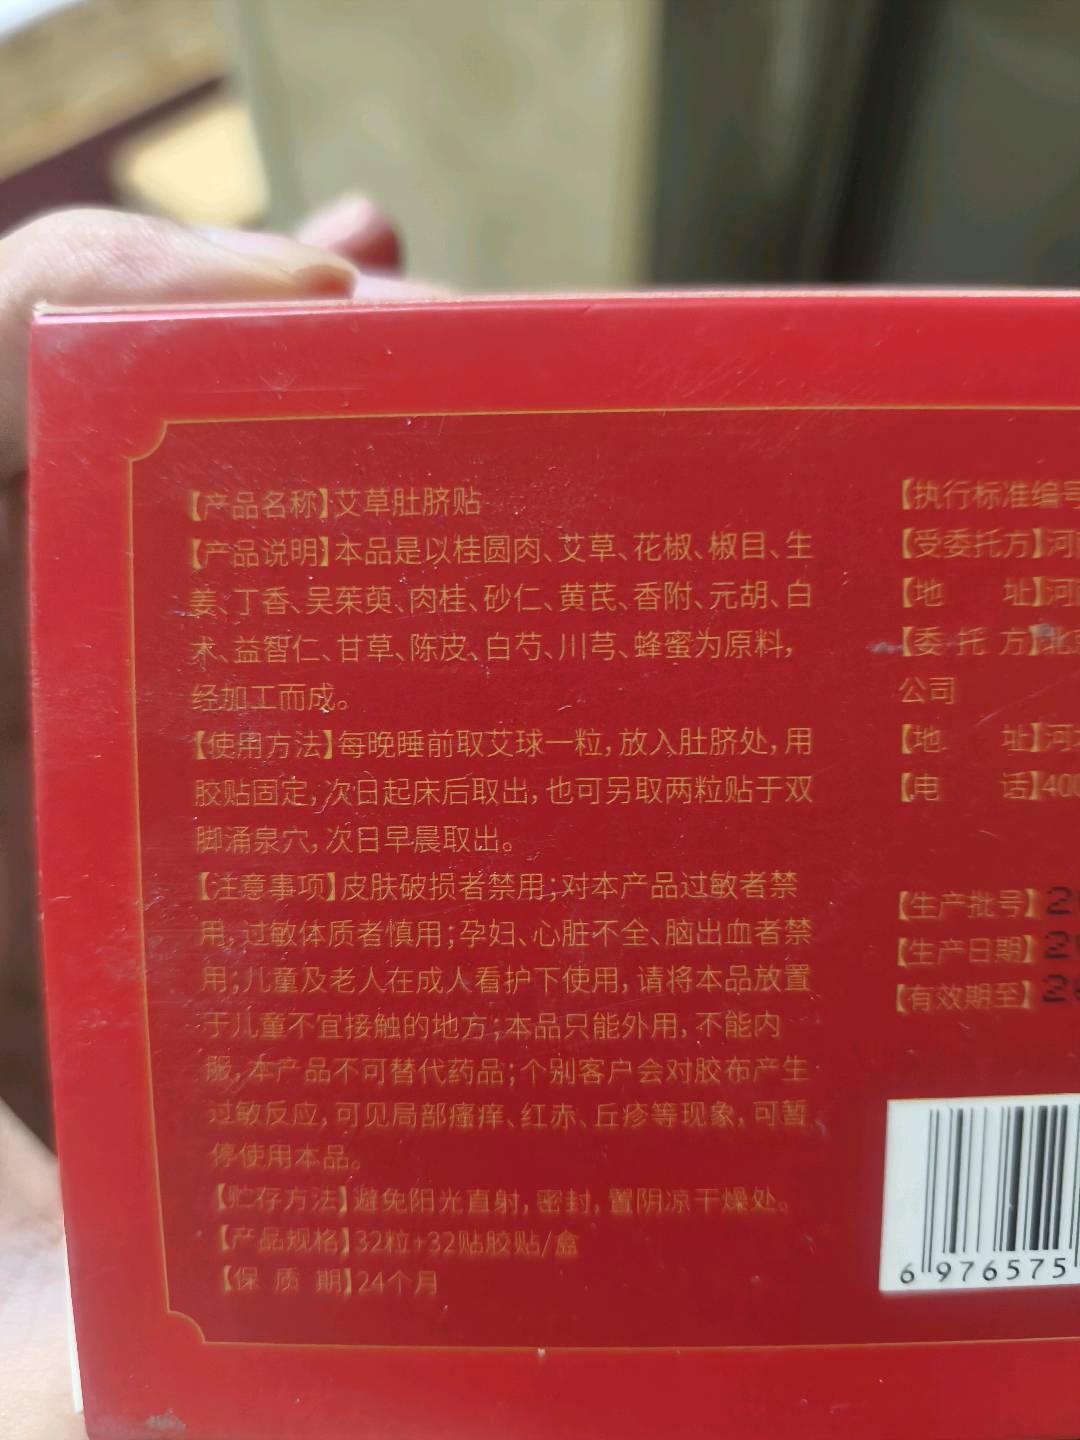 【产品名称】艾草肚脐贴
【产品说明】本品是以桂圆肉、艾草、花椒、椒目、生
姜、丁香、吴茱萸、肉桂、砂仁、黄芪、香附、元胡、白
术、益智仁、甘草、陈皮、白芍、川芎、蜂蜜为原料,
经加工而成。
【使用方法】每晚睡前取艾球一粒,放入肚脐处,用
胶贴固定,次日起床后取出,也可另取两粒贴于双
脚涌泉穴,次日早晨取出。
【注意事项】皮肤破损者禁用;对本产品过敏者禁
用,过敏体质者慎用;孕妇、心脏不全、脑出血者禁
用;儿童及老人在成人看护下使用,请将本品放置
于儿童不宜接触的地方;本品只能外用,不能内
服,本产品不可替代药品;个别客户会对胶布产生
过敏反应,可见局部瘙痒、红赤、丘疹等现象,可暂
停使用本品。
【贮存方法】避免阳光直射,密封,置阴凉干燥处。
【产品规格】32粒+32贴胶贴/盒
【保 质 期】24个月
【执行标准编号
【受委托方】河
【地 址】河
【委 托 方】北
公司
【地 址】河
【电 话】400
【生产批号】2
【生产日期】2
【有效期至】2
6 976575